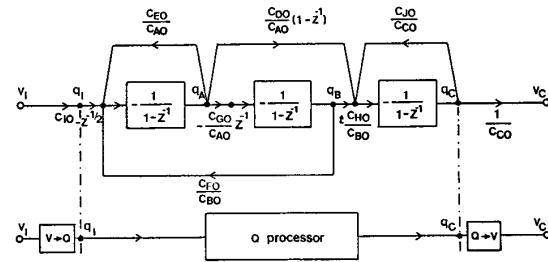 C_EO / C_AO
C_DO / C_AO (1-Z^-1)
C_JO / C_CO
V_I q_I q_A q_B q_C V_C
C_IO -Z^-1/2
- 1 / 1-Z^-1
- C_GO / C_AO Z^-1
- 1 / 1-Z^-1
t C_HO / C_BO
- 1 / 1-Z^-1
1 / C_CO
C_FO / C_BO
V_I V→Q q_i Q processor q_C Q→V V_C